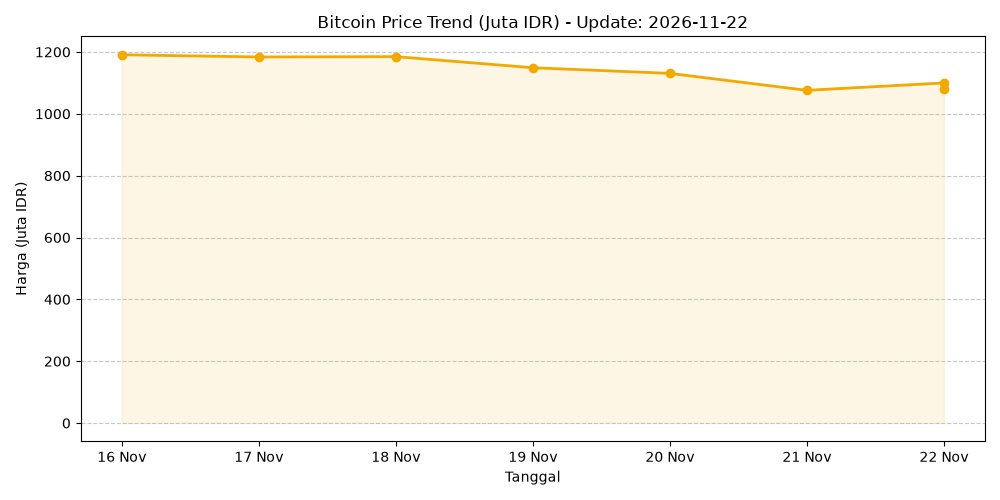 Bitcoin Price Trend (Juta IDR) - Update: 2026-11-22
Harga (Juta IDR)
1200
1000
800
600
400
200
0
16 Nov 17 Nov 18 Nov 19 Nov 20 Nov 21 Nov 22 Nov
Tanggal